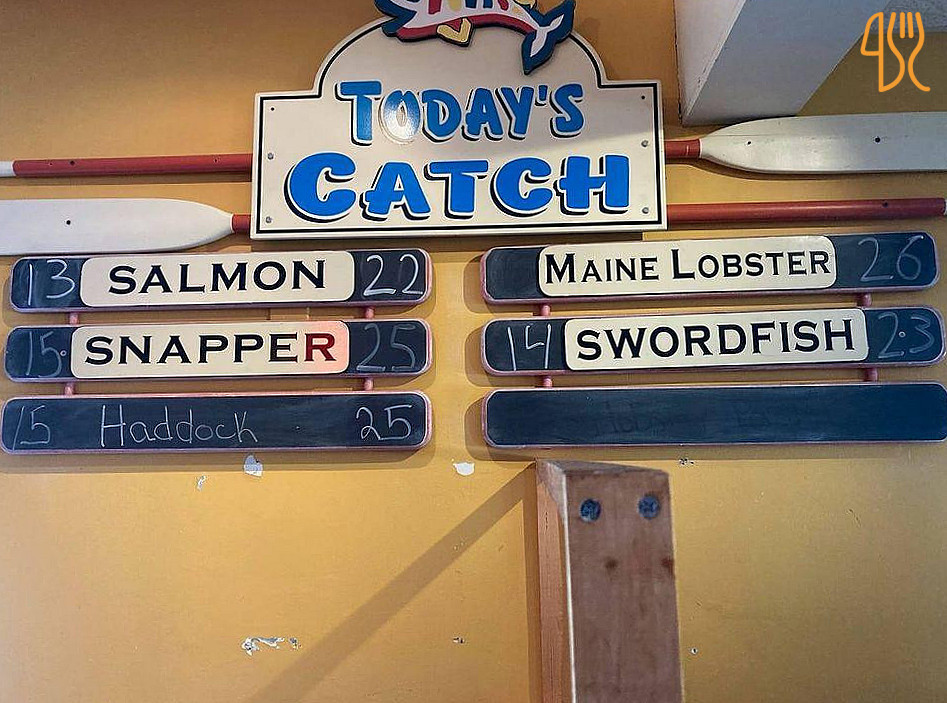 TODAY'S
CATCH
13 SALMON 22
15 SNAPPER 25
15 Haddock 25
MAINE LOBSTER 26
14 SWORDFISH 23